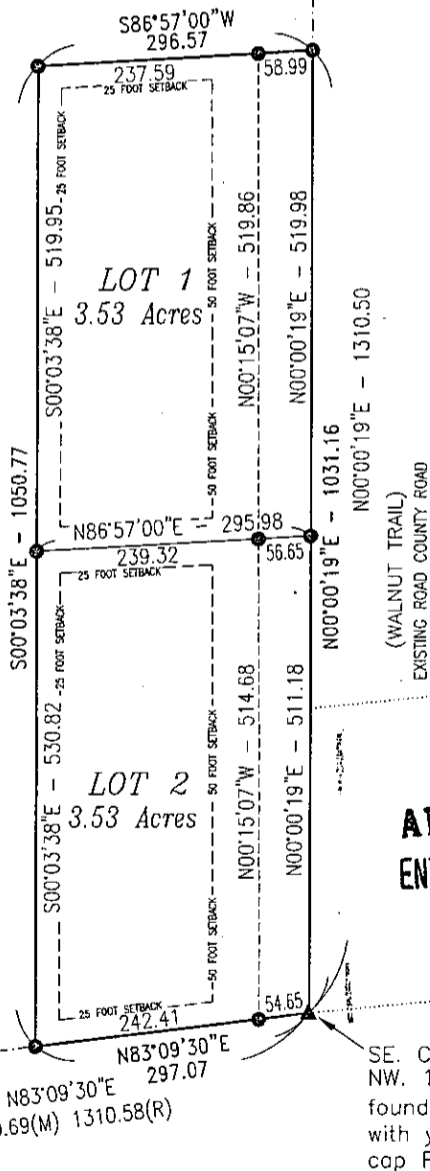 S86°57'00"W
296.57
237.59
58.99
25 FOOT SETBACK
25 FOOT SETBACK
S00°03'38"E - 519.95
LOT 1
3.53 Acres
50 FOOT SETBACK
50 FOOT SETBACK
N00°15'07"W - 519.86
N00°00'19"E - 519.98
N00°00'19"E - 1310.50
S00°03'38"E - 1050.77
N00°00'19"E - 1031.16
(WALNUT TRAIL)
EXISTING ROAD COUNTY ROAD
N86°57'00"E - 295.98
239.32
56.65
25 FOOT SETBACK
25 FOOT SETBACK
S00°03'38"E - 530.82
LOT 2
3.53 Acres
50 FOOT SETBACK
50 FOOT SETBACK
N00°15'07"W - 514.68
N00°00'19"E - 511.18
25 FOOT SETBACK
242.41
54.65
N83°09'30"E
297.07
N83°09'30"E
.69(M) 1310.58(R)
SE. C
NW. 1
found
with y
cap